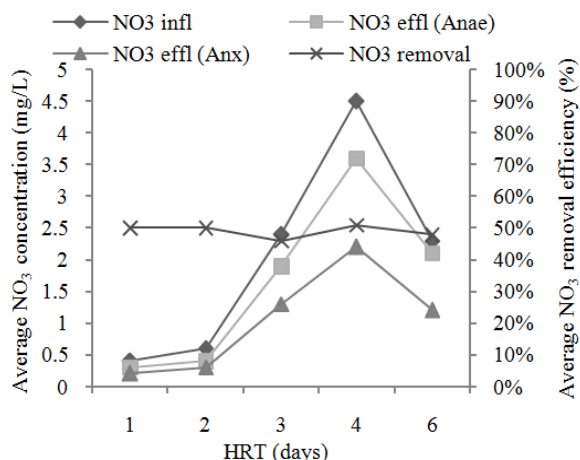 NO3 infl
NO3 effl (Anae)
NO3 effl (Anx)
NO3 removal
Average NO3 concentration (mg/L)
5
4.5
4
3.5
3
2.5
2
1.5
1
0.5
0
100%
90%
80%
70%
60%
50%
40%
30%
20%
10%
0%
Average NO3 removal efficiency (%)
1 2 3 4 6
HRT (days)